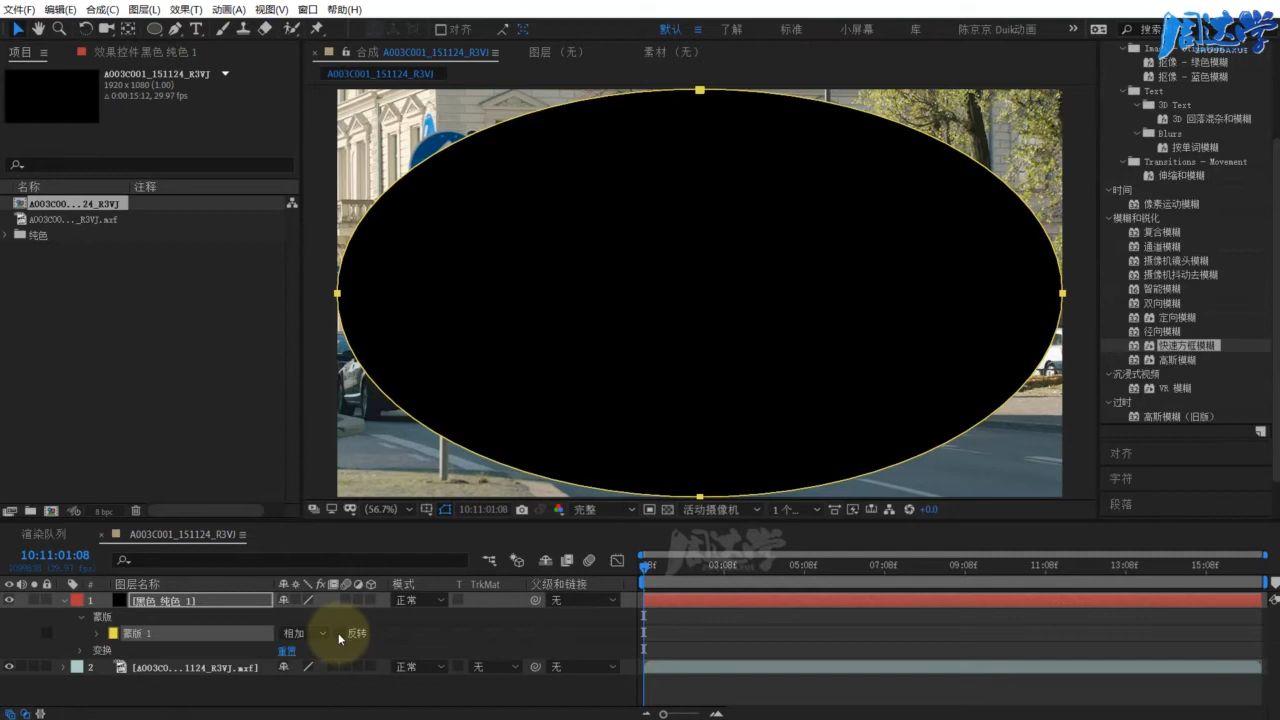 文件(F) 编辑(E) 合成(C) 图层(L) 效果(T) 动画(A) 视图(V) 窗口 帮助(H)
对齐 默认 了解 标准 小屏幕 库 陈京京 Duik动画 搜索
周达学
ZHOUDAXUE
项目 效果控件黑色 纯色 1 合成 A003C001_151124_R3VJ 图层 (无) 素材 (无)
A003C001_151124_R3VJ
A003C001_151124_R3VJ
1920 x 1080 (1.00)
△ 0:00:15:12, 29.97 fps
名称 注释
A003C00...24_R3VJ
A003C00..._R3VJ.mxf
纯色
抠像 - 绿色模糊
抠像 - 蓝色模糊
Text
3D Text
3D 回落混杂和模糊
Blurs
按单词模糊
Transitions - Movement
伸缩和模糊
时间
像素运动模糊
模糊和锐化
复合模糊
通道模糊
摄像机镜头模糊
摄像机抖动去模糊
智能模糊
双向模糊
定向模糊
径向模糊
快速方框模糊
高斯模糊
沉浸式视频
VR 模糊
过时
高斯模糊 (旧版)
对齐
字符
段落
8 bpc (56.7%) 10:11:01:08 完整 活动摄像机 1 个... +0.0
渲染队列 A003C001_151124_R3VJ
周达学
10:11:01:08
03:08f 05:08f 07:08f 09:08f 11:08f 13:08f 15:08f
# 图层名称 模式 T TrkMat 父级和链接
1 [黑色 纯色 1] 正常 无
蒙版
蒙版 1 相加 反转
变换 重置
2 [A003C0...1124_R3VJ.mxf] 正常 无 无